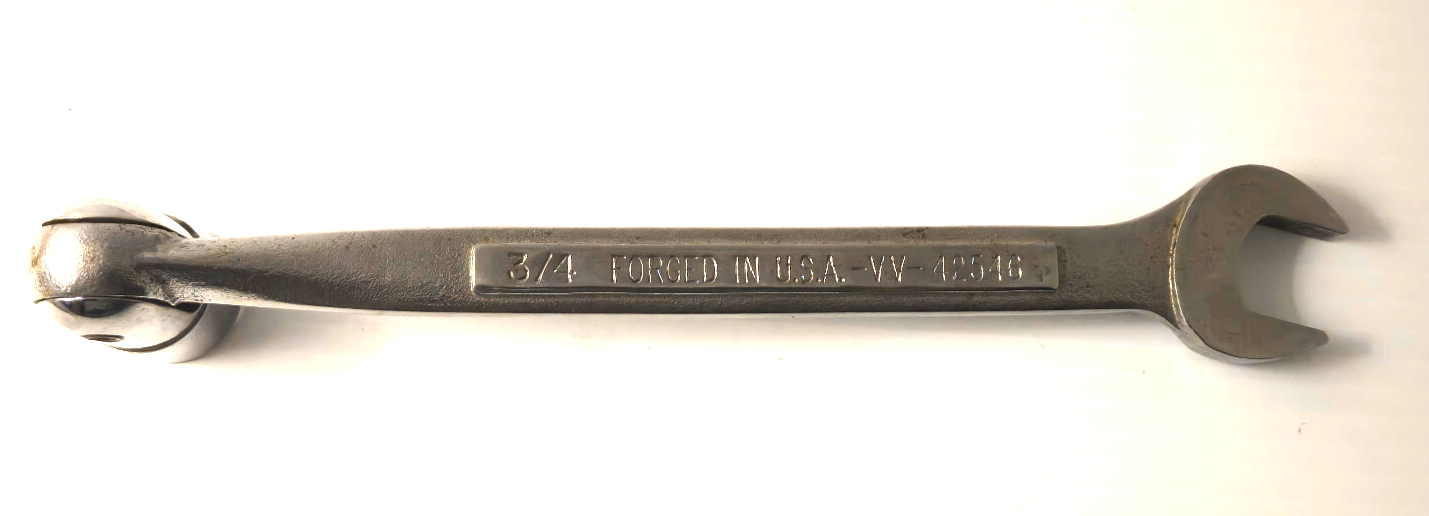 3/4 FORGED IN U.S.A.-VV-42546